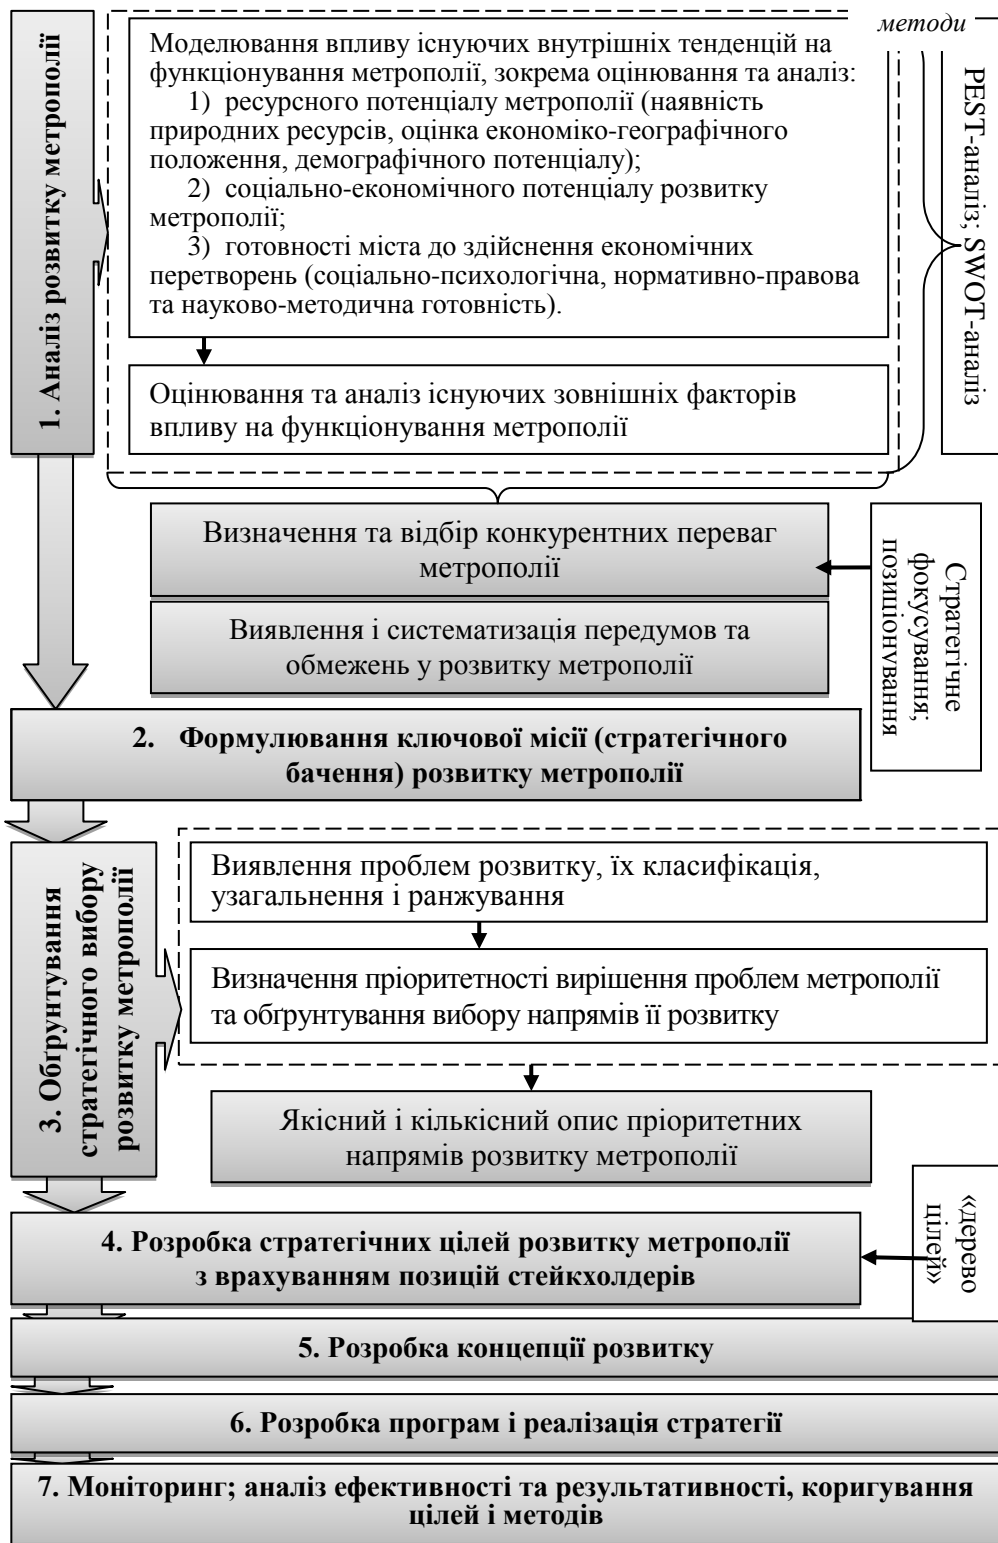 методи
1. Аналіз розвитку метрополії
Моделювання впливу існуючих внутрішніх тенденцій на
функціонування метрополії, зокрема оцінювання та аналіз:
1) ресурсного потенціалу метрополії (наявність
природних ресурсів, оцінка економіко-географічного
положення, демографічного потенціалу);
2) соціально-економічного потенціалу розвитку
метрополії;
3) готовності міста до здійснення економічних
перетворень (соціально-психологічна, нормативно-правова
та науково-методична готовність).
PEST-аналіз; SWOT-аналіз
Оцінювання та аналіз існуючих зовнішніх факторів
впливу на функціонування метрополії
Визначення та відбір конкурентних переваг
метрополії
Виявлення і систематизація передумов та
обмежень у розвитку метрополії
Стратегічне
фокусування;
позиціонування
2. Формулювання ключової місії (стратегічного
бачення) розвитку метрополії
3. Обґрунтування
стратегічного вибору
розвитку метрополії
Виявлення проблем розвитку, їх класифікація,
узагальнення і ранжування
Визначення пріоритетності вирішення проблем метрополії
та обґрунтування вибору напрямів її розвитку
Якісний і кількісний опис пріоритетних
напрямів розвитку метрополії
4. Розробка стратегічних цілей розвитку метрополії
з врахуванням позицій стейкхолдерів
«дерево
цілей»
5. Розробка концепції розвитку
6. Розробка програм і реалізація стратегії
7. Моніторинг; аналіз ефективності та результативності, коригування
цілей і методів